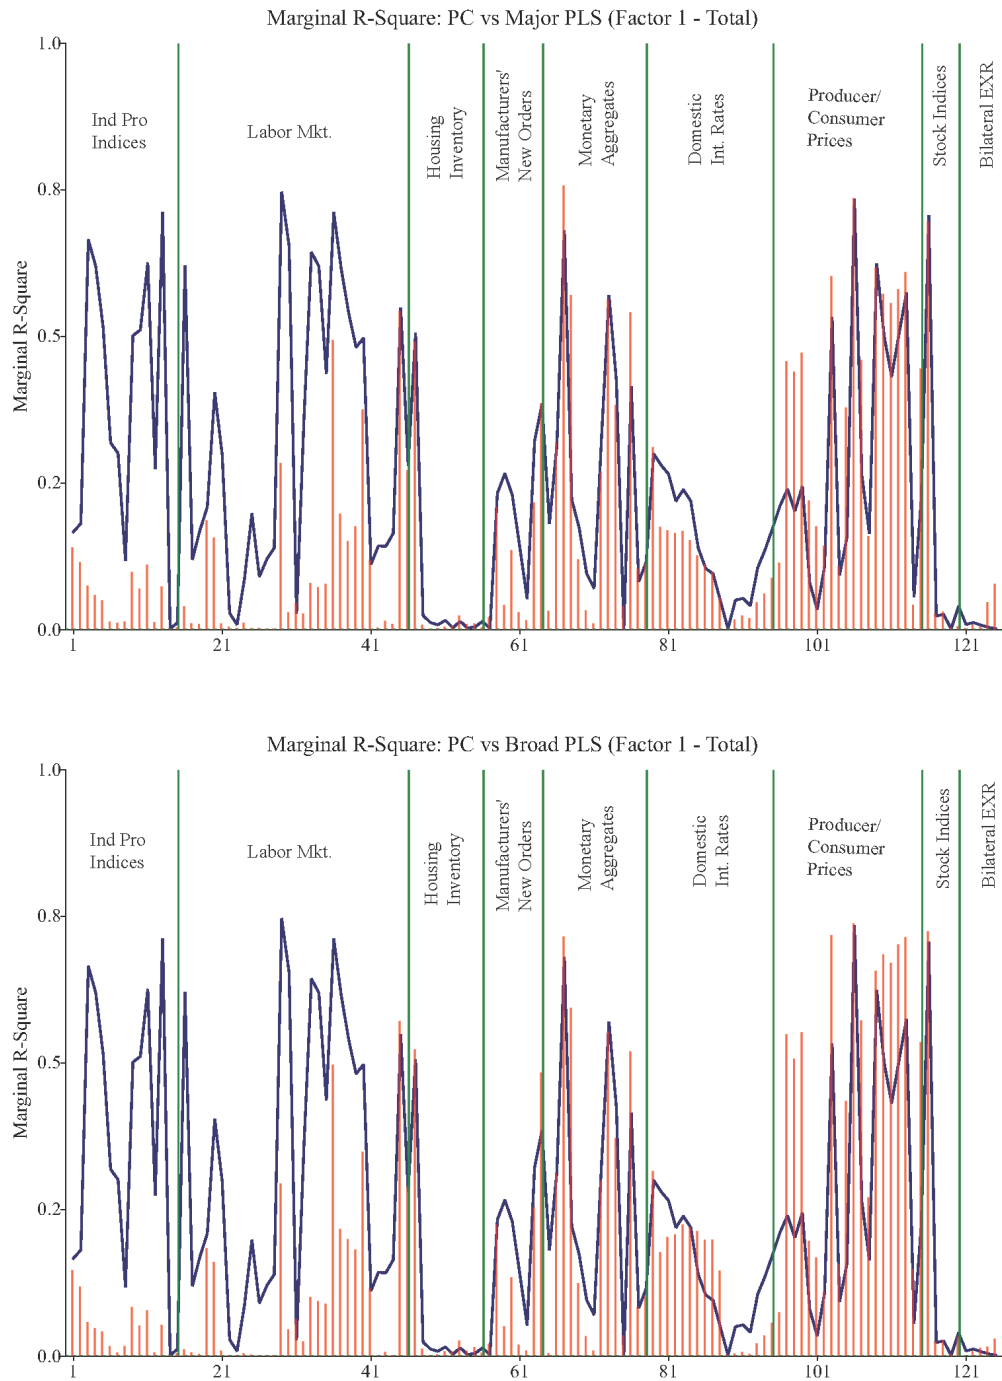 Marginal R-Square: PC vs Major PLS (Factor 1 - Total)
1.0
0.8
0.5
0.2
0.0
Marginal R-Square
Ind Pro
Indices
Labor Mkt.
Housing
Inventory
Manufacturers'
New Orders
Monetary
Aggregates
Domestic
Int. Rates
Producer/
Consumer
Prices
Stock Indices
Bilateral EXR
1
21
41
61
81
101
121
Marginal R-Square: PC vs Broad PLS (Factor 1 - Total)
1.0
0.8
0.5
0.2
0.0
Marginal R-Square
Ind Pro
Indices
Labor Mkt.
Housing
Inventory
Manufacturers'
New Orders
Monetary
Aggregates
Domestic
Int. Rates
Producer/
Consumer
Prices
Stock Indices
Bilateral EXR
1
21
41
61
81
101
121